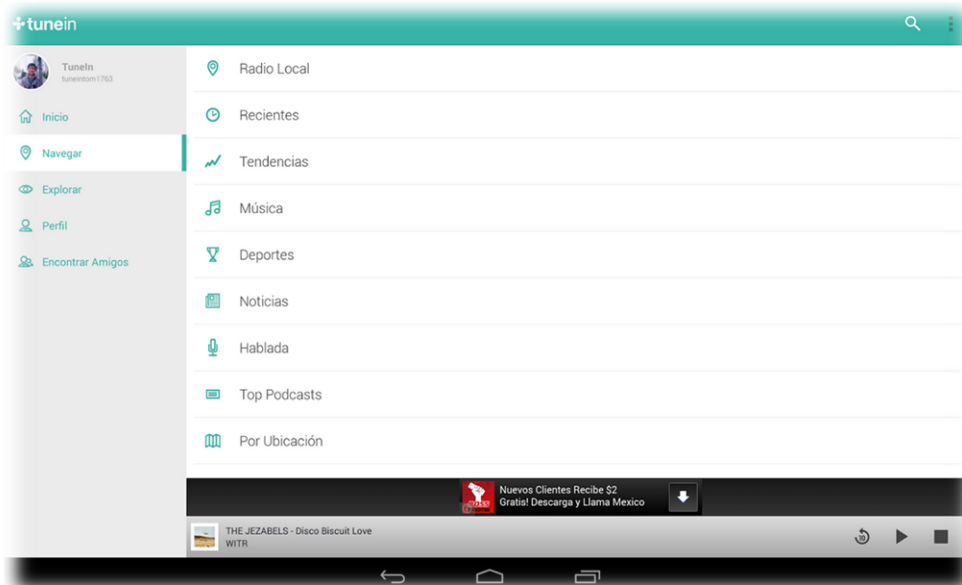 tunein
TuneIn
tuneintom1763
Inicio
Navegar
Explorar
Perfil
Encontrar Amigos
Radio Local
Recientes
Tendencias
Música
Deportes
Noticias
Hablada
Top Podcasts
Por Ubicación
Nuevos Clientes Recibe $2
Gratis! Descarga y Llama Mexico
THE JEZABELS - Disco Biscuit Love
WITR
10